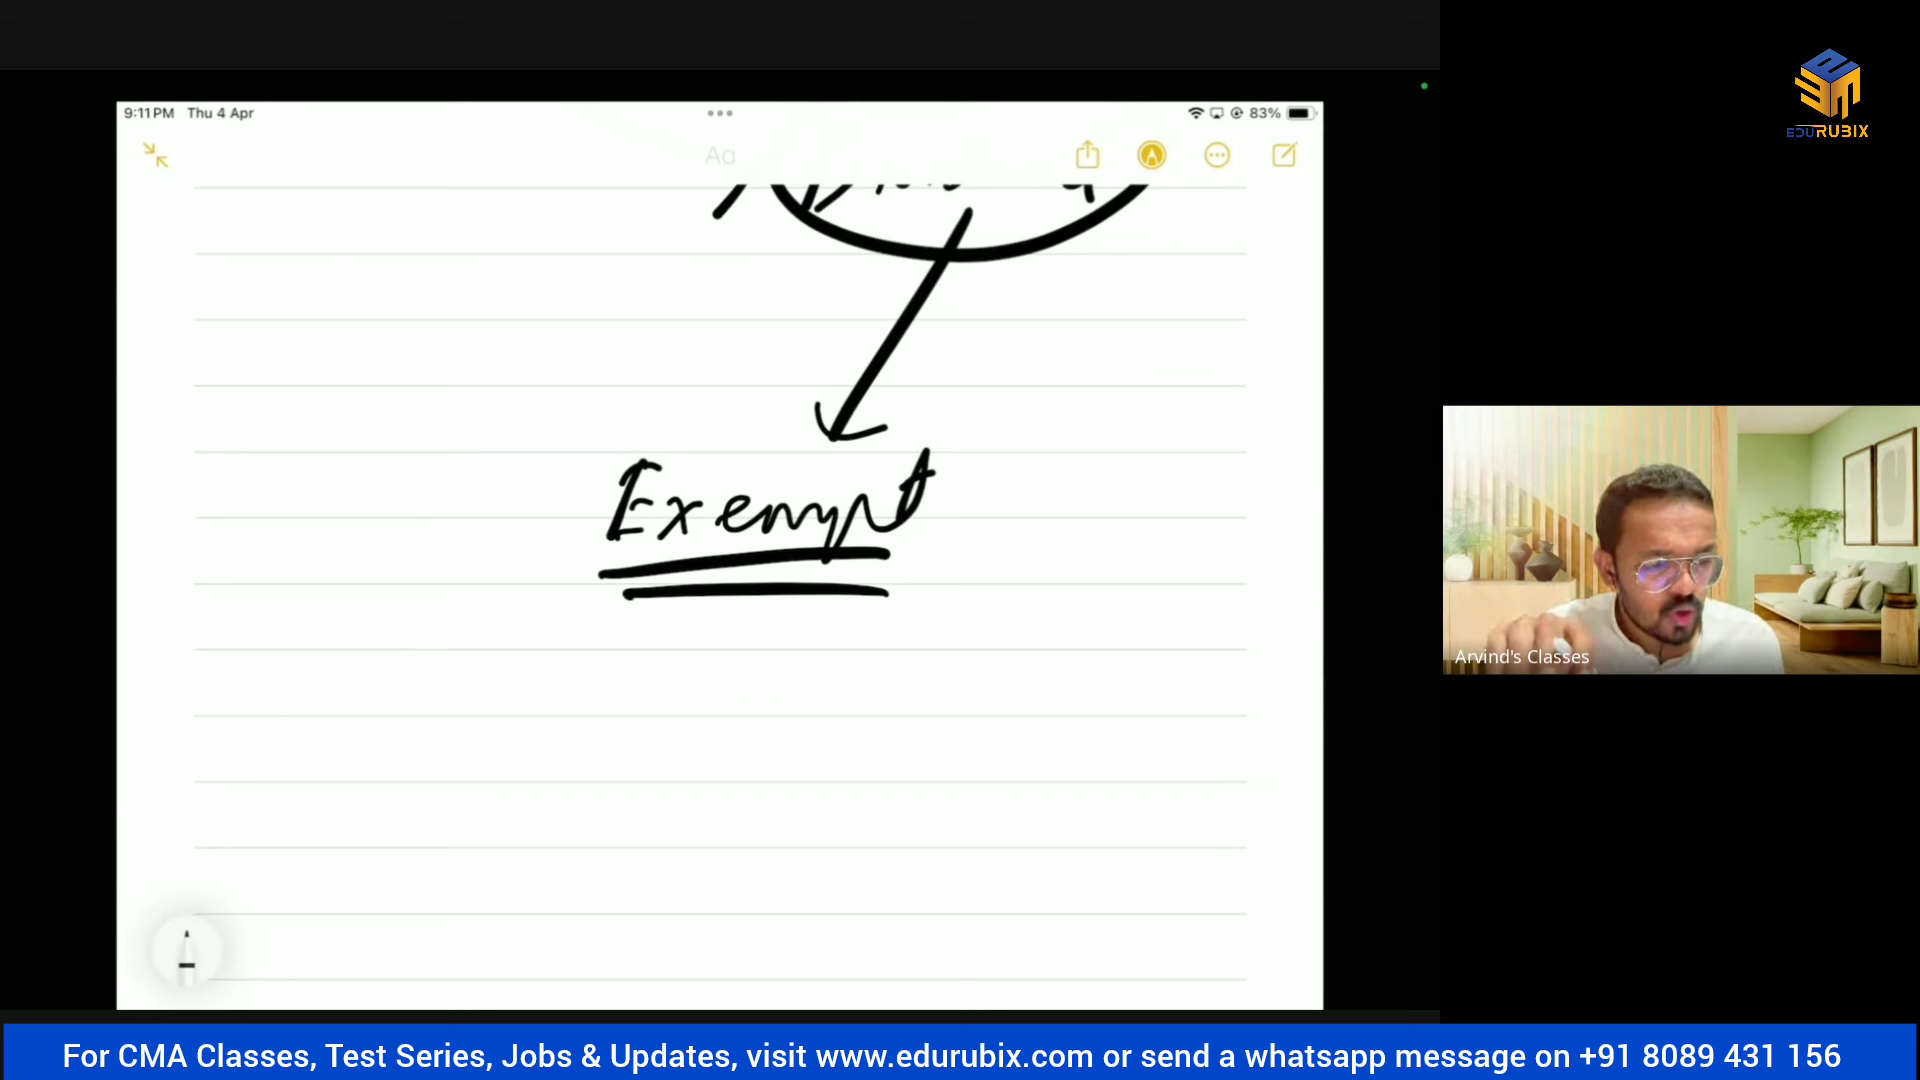 9:11 PM Thu 4 Apr
83%
Aa
Exempt
EDURUBIX
Arvind's Classes
For CMA Classes, Test Series, Jobs & Updates, visit www.edurubix.com or send a whatsapp message on +91 8089 431 156